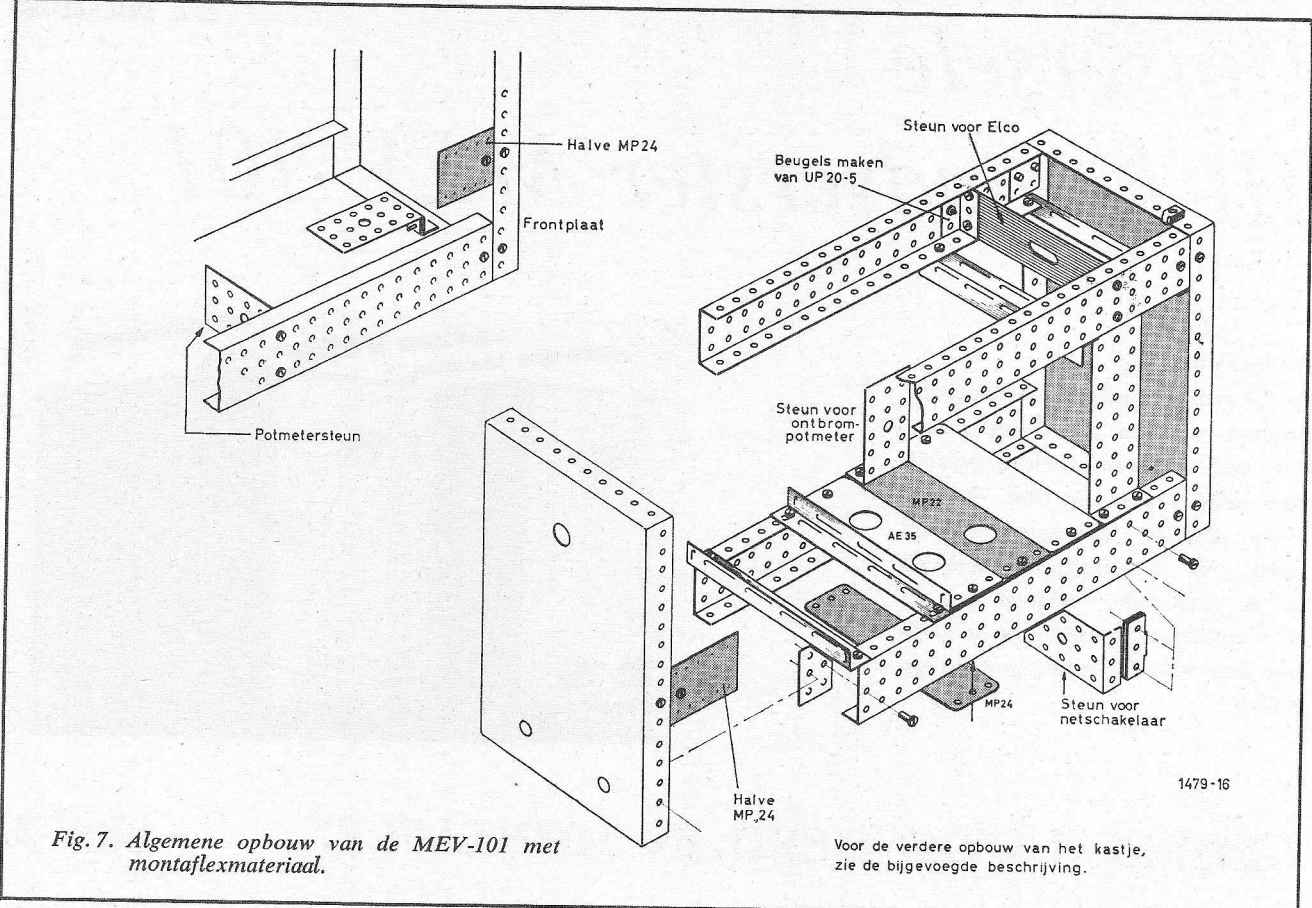 Halve MP24
Frontplaat
Potmetersteun
Steun voor Elco
Beugels maken
van UP 20-5
Steun voor
ontbrom-
potmeter
MP22
AE 35
MP24
Steun voor
netschakelaar
Halve
MP 24
1479-16
Fig. 7. Algemene opbouw van de MEV-101 met
montaflexmateriaal.
Voor de verdere opbouw van het kastje,
zie de bijgevoegde beschrijving.